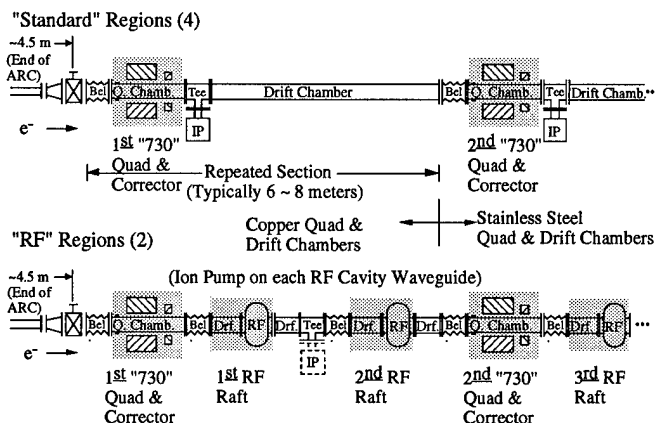 "Standard" Regions (4)
~4.5 m
(End of
ARC)
Bel Q. Chamb. Tee Drift Chamber Bel Q. Chamb. Tee Drift Chamb.
IP IP
e-
1st "730"
Quad &
Corrector
2nd "730"
Quad &
Corrector
Repeated Section
(Typically 6 ~ 8 meters)
Copper Quad &
Drift Chambers
Stainless Steel
Quad & Drift Chambers
"RF" Regions (2)
~4.5 m
(End of
ARC)
(Ion Pump on each RF Cavity Waveguide)
Bel Q. Chamb. Bel Drf. RF Drf. Tee Bel Drf. RF Drf. Bel Q. Chamb. Bel Drf. RF ...
IP
e-
1st "730"
Quad &
Corrector
1st RF
Raft
2nd RF
Raft
2nd "730"
Quad &
Corrector
3rd RF
Raft